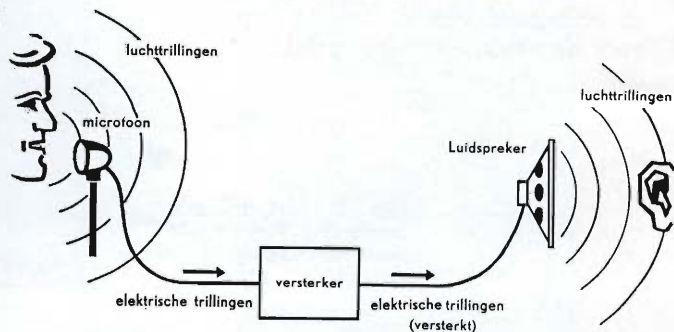 luchttrillingen
microfoon
elektrische trillingen
versterker
elektrische trillingen
(versterkt)
Luidspreker
luchttrillingen